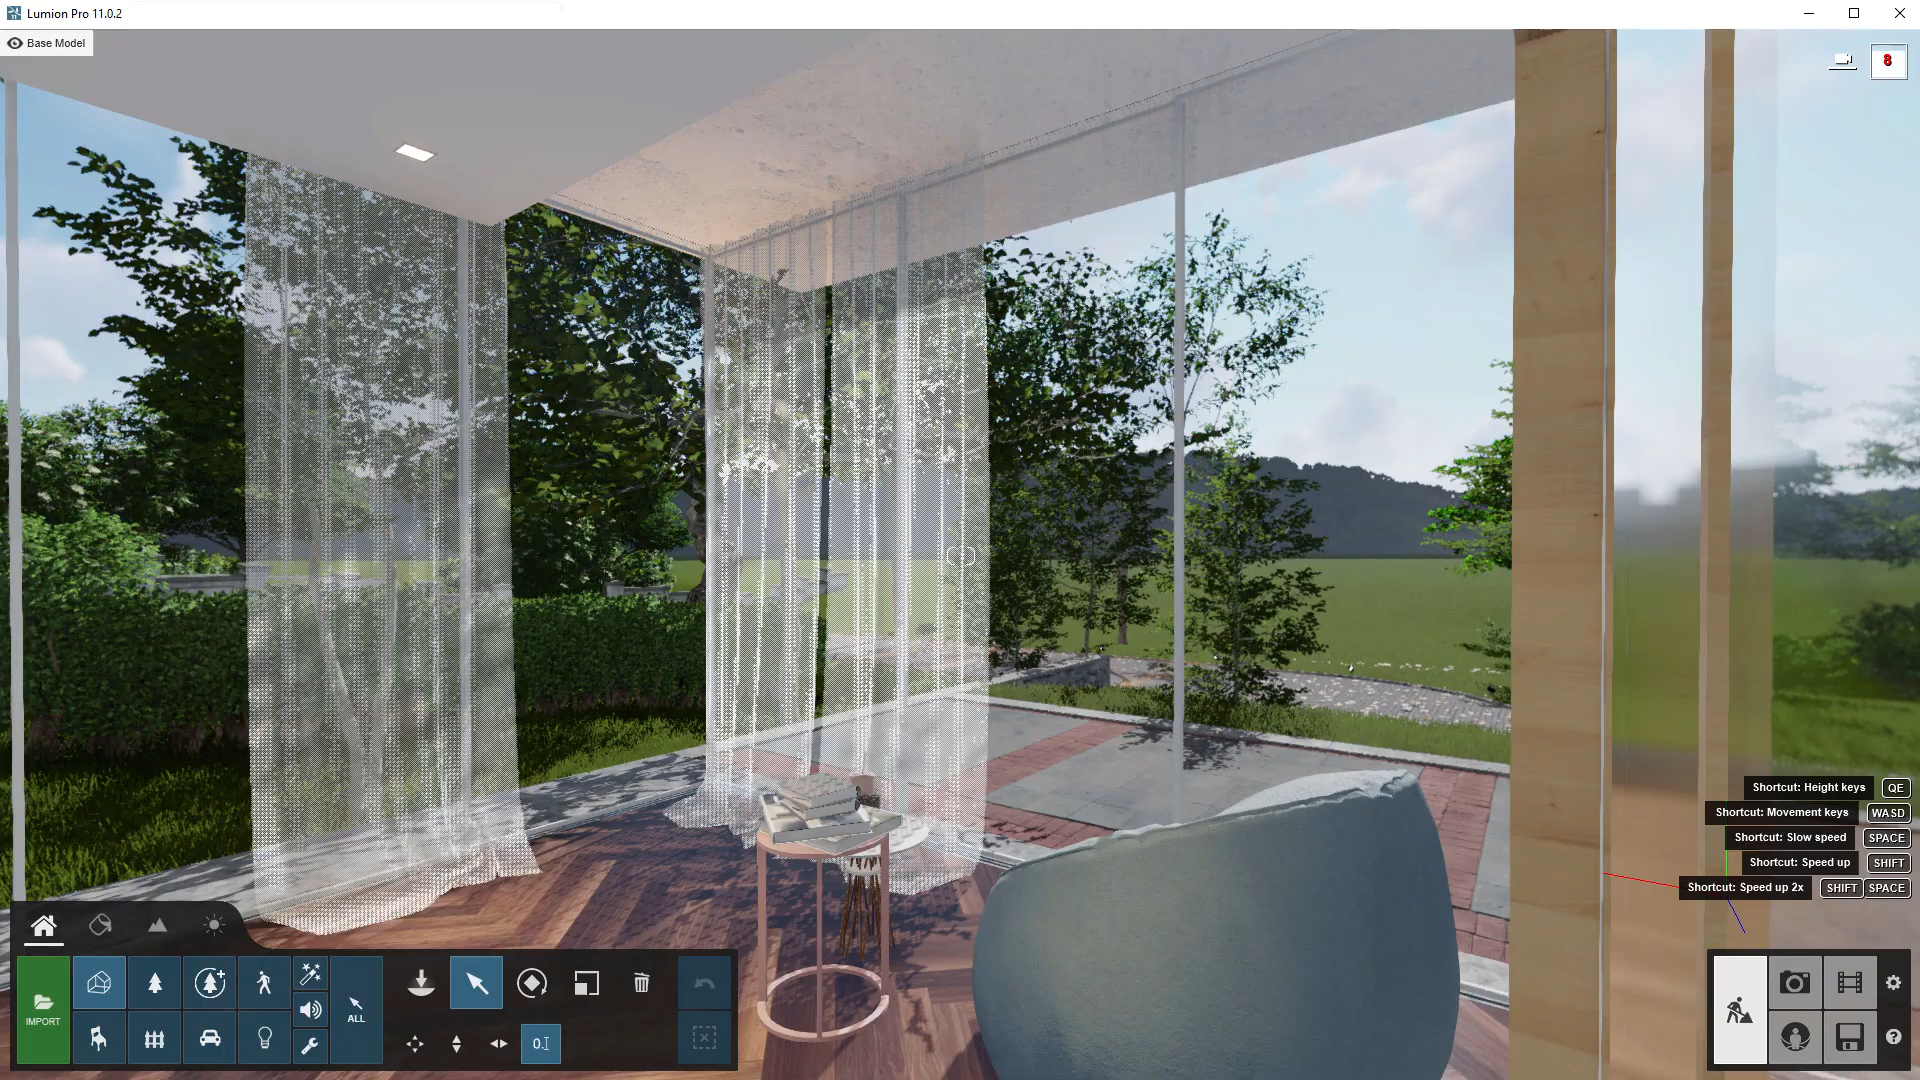 Lumion Pro 11.0.2
Base Model
8
Shortcut: Height keys QE
Shortcut: Movement keys WASD
Shortcut: Slow speed SPACE
Shortcut: Speed up SHIFT
Shortcut: Speed up 2x SHIFT SPACE
IMPORT
ALL
0.
?